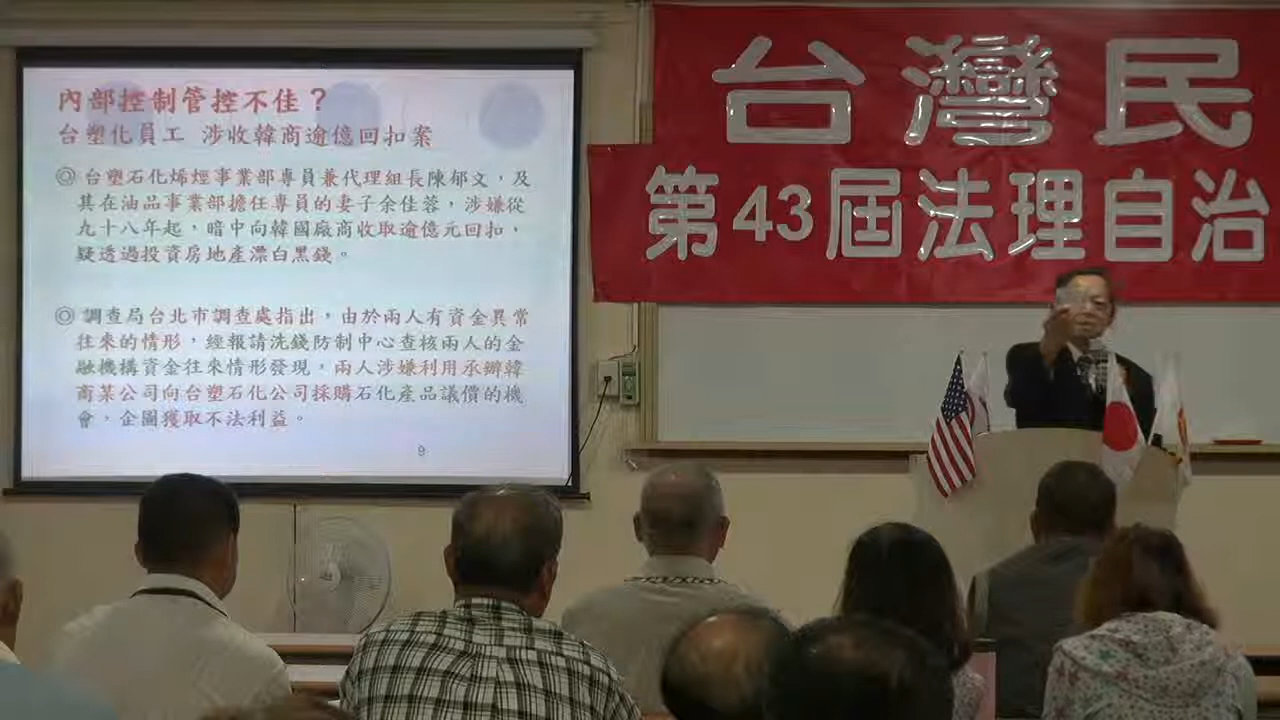 內部控制管控不佳？
台塑化員工 涉收韓商逾億回扣案
◎ 台塑石化烯烴事業部專員兼代理組長陳郁文，及
其在油品事業部擔任專員的妻子余佳蓉，涉嫌從
九十八年起，暗中向韓國廠商收取逾億元回扣，
疑透過投資房地產漂白黑錢。
◎ 調查局台北市調查處指出，由於兩人有資金異常
往來的情形，經報請洗錢防制中心查核兩人的金
融機構資金往來情形發現，兩人涉嫌利用承辦韓
商某公司向台塑石化公司採購石化產品議價的機
會，企圖獲取不法利益。
9
台灣民
第43屆法理自治